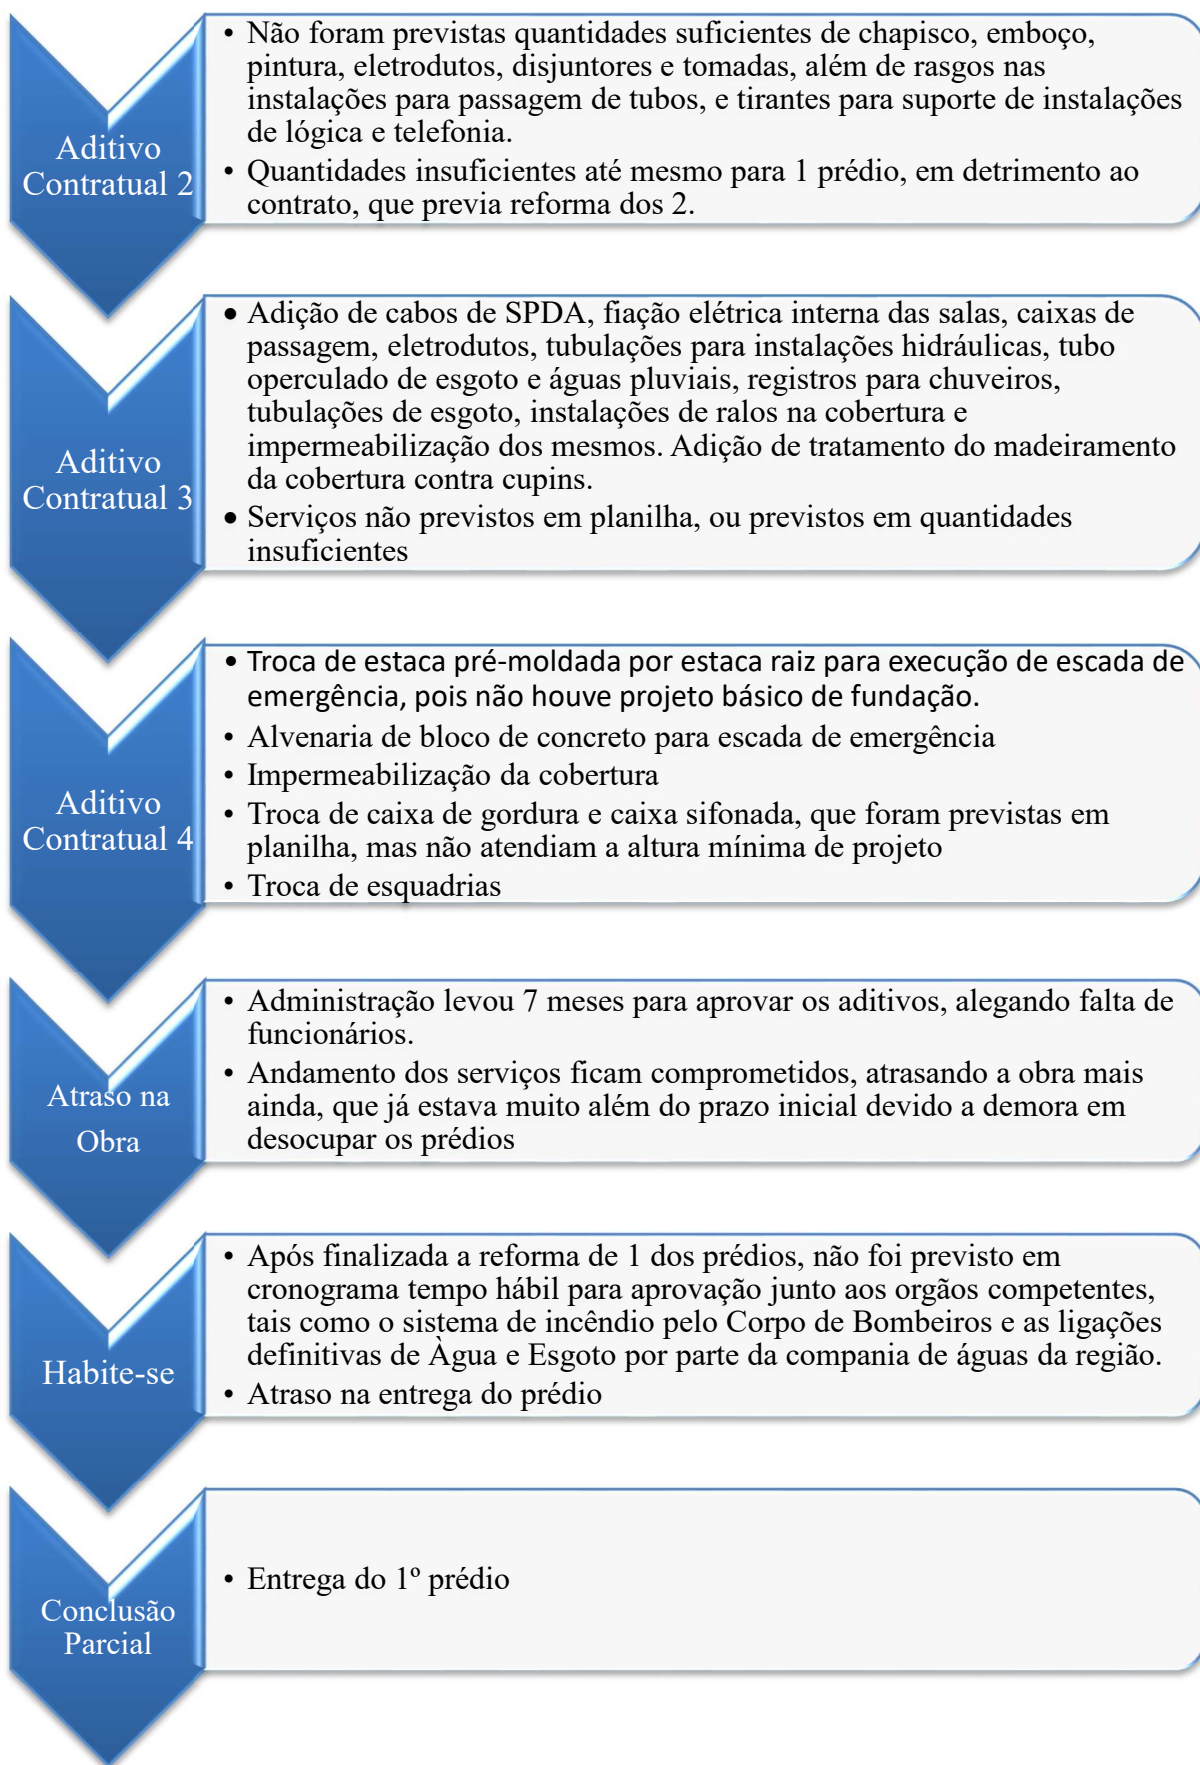 Aditivo
Contratual 2
• Não foram previstas quantidades suficientes de chapisco, emboço,
pintura, eletrodutos, disjuntores e tomadas, além de rasgos nas
instalações para passagem de tubos, e tirantes para suporte de instalações
de lógica e telefonia.
• Quantidades insuficientes até mesmo para 1 prédio, em detrimento ao
contrato, que previa reforma dos 2.
Aditivo
Contratual 3
• Adição de cabos de SPDA, fiação elétrica interna das salas, caixas de
passagem, eletrodutos, tubulações para instalações hidráulicas, tubo
operculado de esgoto e águas pluviais, registros para chuveiros,
tubulações de esgoto, instalações de ralos na cobertura e
impermeabilização dos mesmos. Adição de tratamento do madeiramento
da cobertura contra cupins.
• Serviços não previstos em planilha, ou previstos em quantidades
insuficientes
Aditivo
Contratual 4
• Troca de estaca pré-moldada por estaca raiz para execução de escada de
emergência, pois não houve projeto básico de fundação.
• Alvenaria de bloco de concreto para escada de emergência
• Impermeabilização da cobertura
• Troca de caixa de gordura e caixa sifonada, que foram previstas em
planilha, mas não atendiam a altura mínima de projeto
• Troca de esquadrias
Atraso na
Obra
• Administração levou 7 meses para aprovar os aditivos, alegando falta de
funcionários.
• Andamento dos serviços ficam comprometidos, atrasando a obra mais
ainda, que já estava muito além do prazo inicial devido a demora em
desocupar os prédios
Habite-se
• Após finalizada a reforma de 1 dos prédios, não foi previsto em
cronograma tempo hábil para aprovação junto aos orgãos competentes,
tais como o sistema de incêndio pelo Corpo de Bombeiros e as ligações
definitivas de Àgua e Esgoto por parte da compania de águas da região.
• Atraso na entrega do prédio
Conclusão
Parcial
• Entrega do 1º prédio